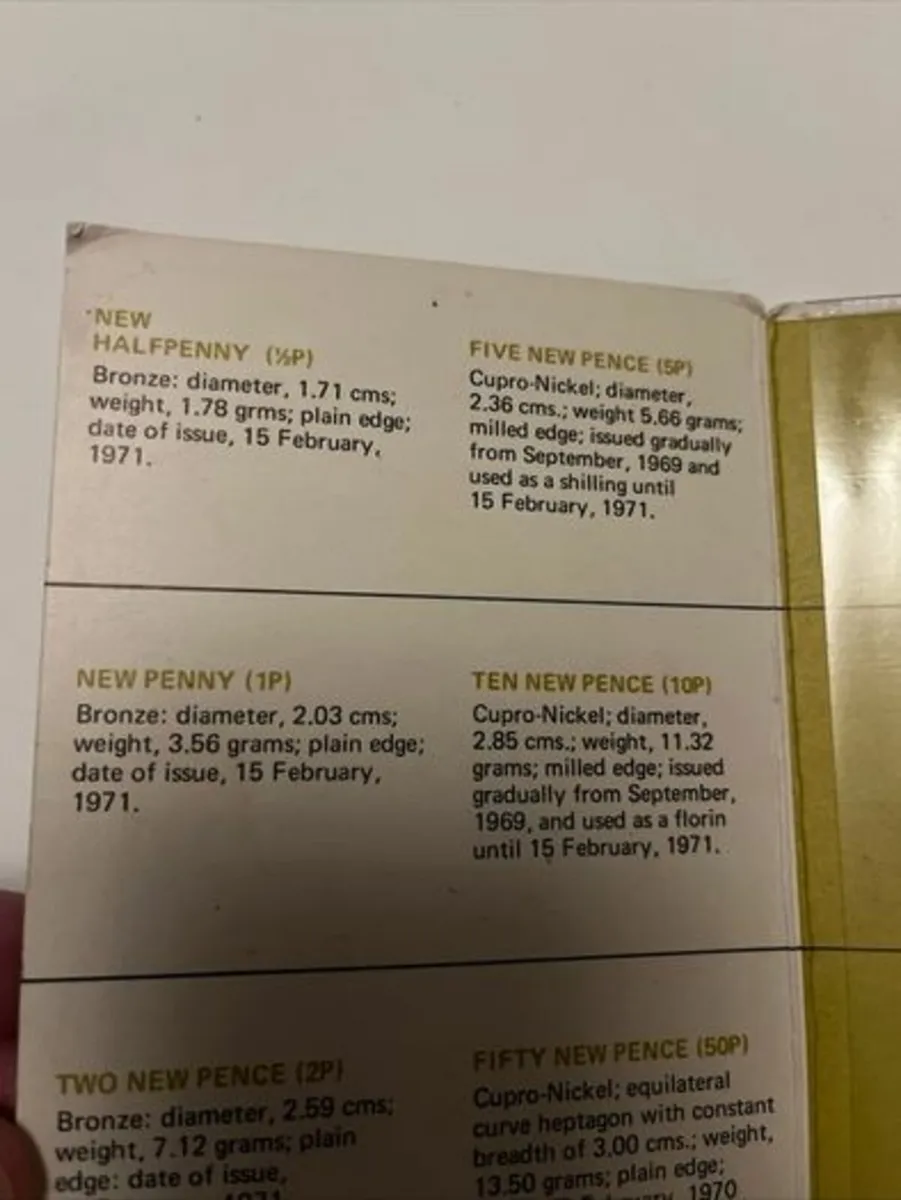 NEW
HALFPENNY (½P)
Bronze: diameter, 1.71 cms;
weight, 1.78 grms; plain edge;
date of issue, 15 February,
1971.
FIVE NEW PENCE (5P)
Cupro-Nickel; diameter,
2.36 cms.; weight 5.66 grams;
milled edge; issued gradually
from September, 1969 and
used as a shilling until
15 February, 1971.
NEW PENNY (1P)
Bronze: diameter, 2.03 cms;
weight, 3.56 grams; plain edge;
date of issue, 15 February,
1971.
TEN NEW PENCE (10P)
Cupro-Nickel; diameter,
2.85 cms.; weight, 11.32
grams; milled edge; issued
gradually from September,
1969, and used as a florin
until 15 February, 1971.
TWO NEW PENCE (2P)
Bronze: diameter, 2.59 cms;
weight, 7.12 grams; plain
edge: date of issue,
1971
FIFTY NEW PENCE (50P)
Cupro-Nickel; equilateral
curve heptagon with constant
breadth of 3.00 cms.; weight,
13.50 grams; plain edge;
1970